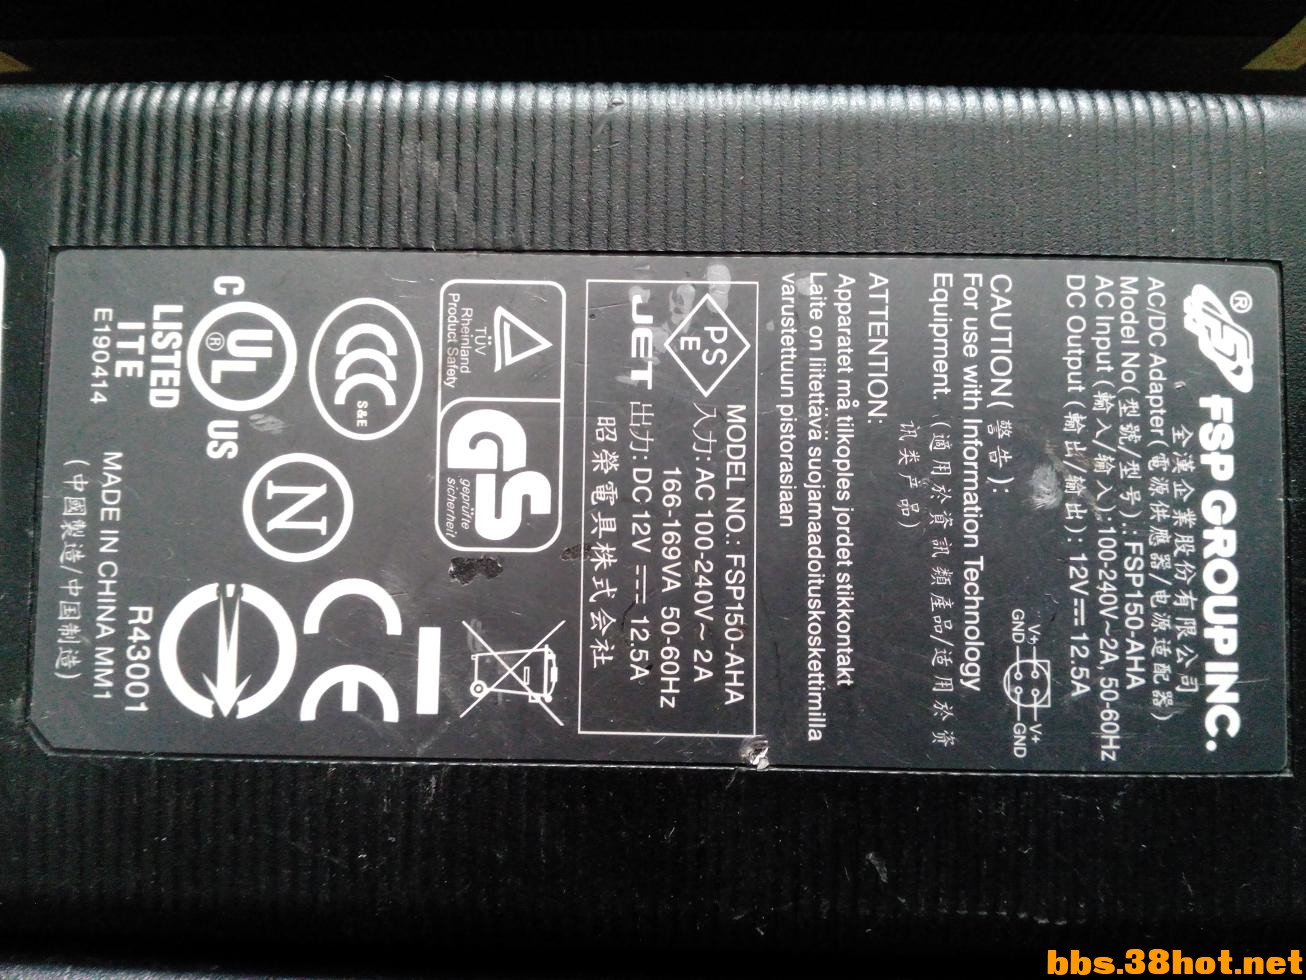 FSP GROUP INC.
全漢企業股份有限公司
AC/DC Adapter(電源供應器/电源适配器)
Model No(型號/型号):FSP150-AHA
AC Input(輸入/输入):100-240V~2A, 50-60Hz
DC Output(輸出/输出):12V⎓12.5A
V+ V+
GND GND
CAUTION(警告):
For use with Information Technology
Equipment.(適用於資訊類產品/适用於资
讯类产品)
ATTENTION:
Apparatet må tilkoples jordet stikkontakt
Laite on liitettävä suojamaadoituskoskettimilla
varustettuun pistorasiaan
PS
E
JET
MODEL NO.: FSP150-AHA
入力: AC 100-240V~ 2A
166-169VA 50-60Hz
出力: DC 12V ⎓ 12.5A
昭榮電具株式会社
TÜV
Rheinland
Product Safety
GS
geprüfte
sicherheit
CCC
S&E
CE
C UL ® US
LISTED
I T E
E190414
N
R43001
MADE IN CHINA MM1
(中國製造/中国制造)
bbs.38hot.net